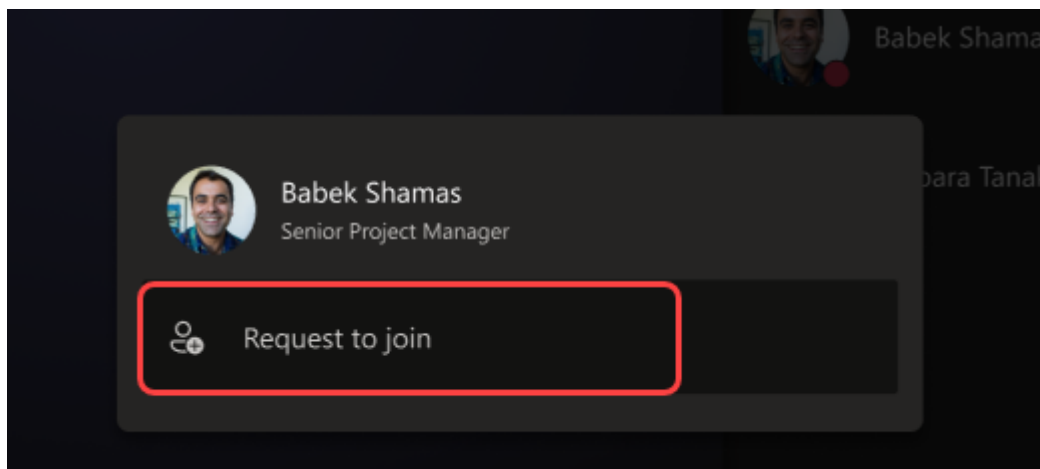 Babek Shama
Babek Shamas
Senior Project Manager
Request to join